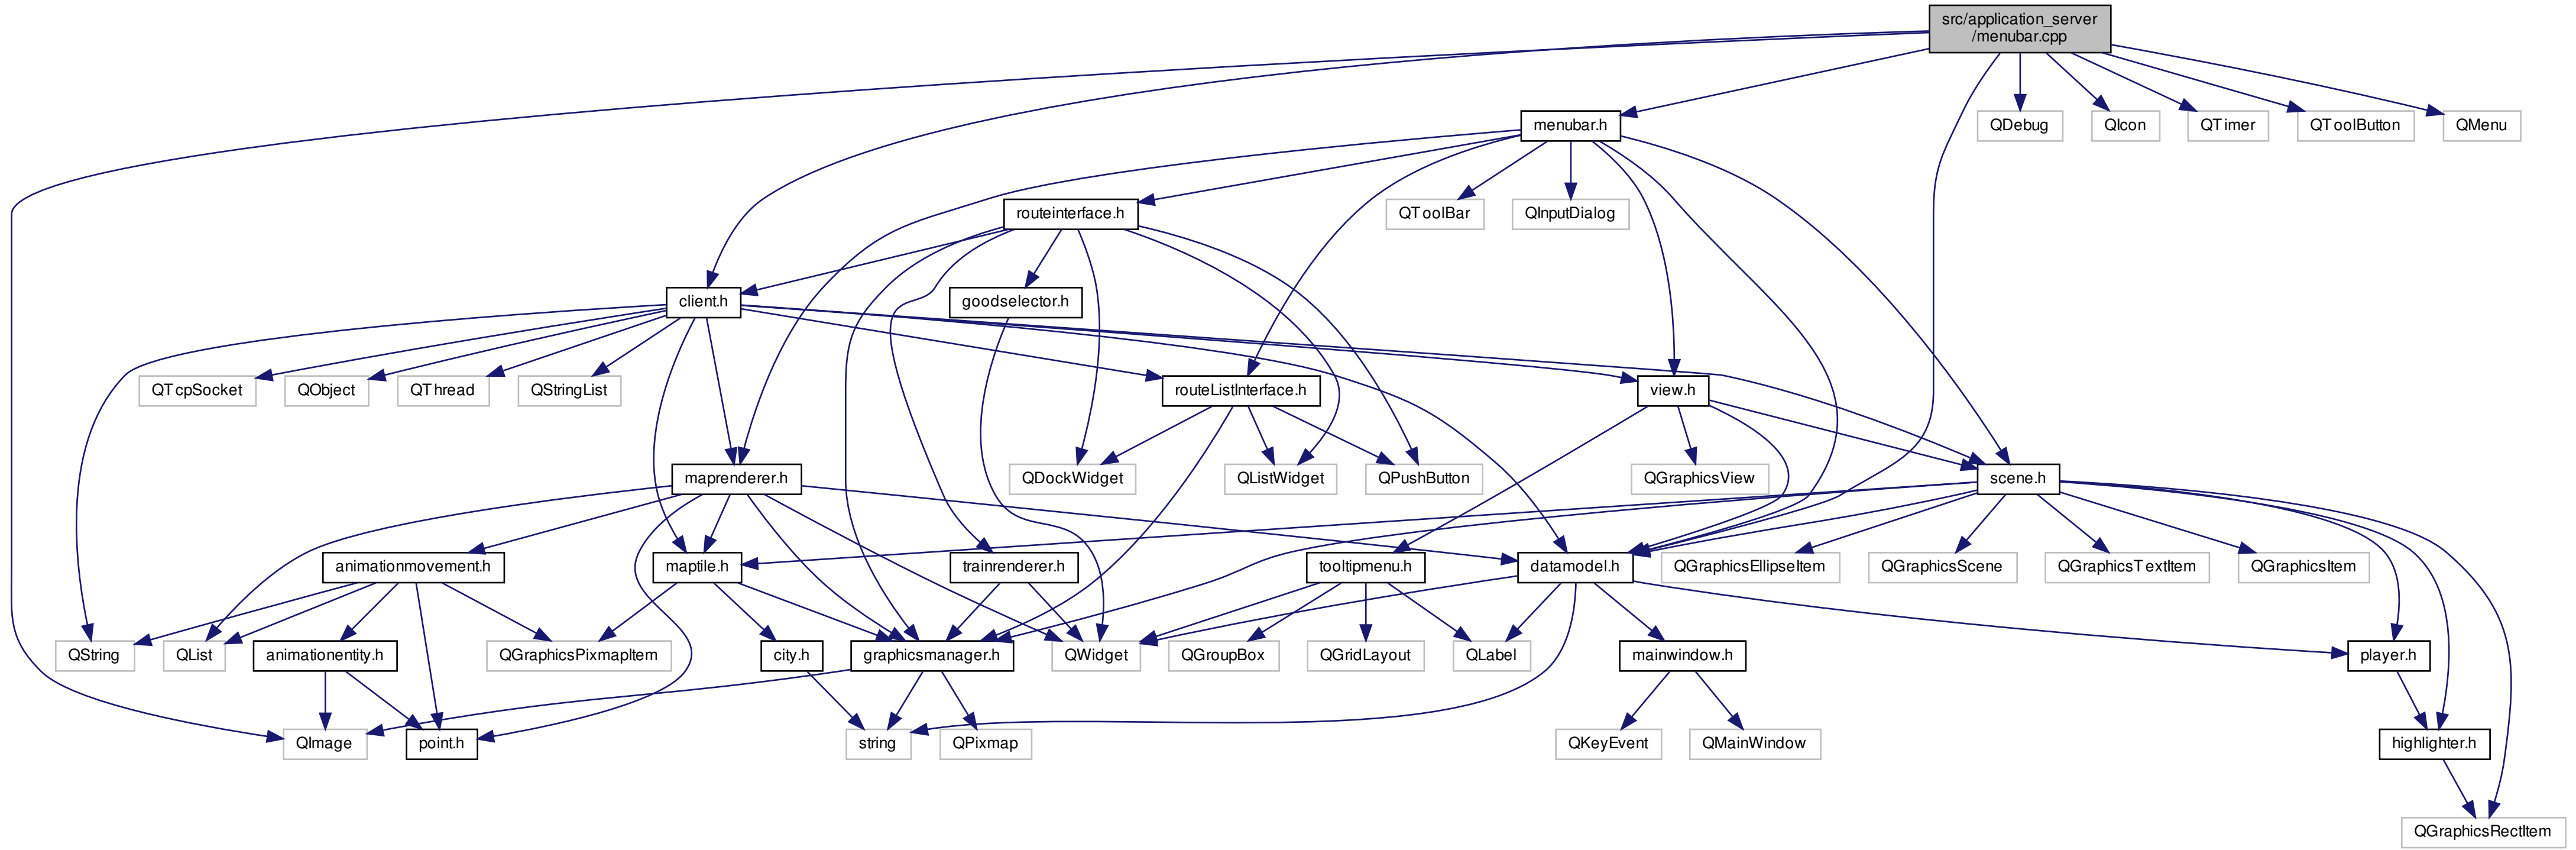 src/application_server
/menubar.cpp
menubar.h
QDebug
QIcon
QTimer
QToolButton
QMenu
routeinterface.h
QToolBar
QInputDialog
client.h
goodselector.h
QTcpSocket
QObject
QThread
QStringList
routeListInterface.h
view.h
maprenderer.h
QDockWidget
QListWidget
QPushButton
QGraphicsView
scene.h
animationmovement.h
maptile.h
trainrenderer.h
tooltipmenu.h
datamodel.h
QGraphicsEllipseItem
QGraphicsScene
QGraphicsTextItem
QGraphicsItem
QString
QList
animationentity.h
QGraphicsPixmapItem
city.h
graphicsmanager.h
QWidget
QGroupBox
QGridLayout
QLabel
mainwindow.h
player.h
QImage
point.h
string
QPixmap
QKeyEvent
QMainWindow
highlighter.h
QGraphicsRectItem